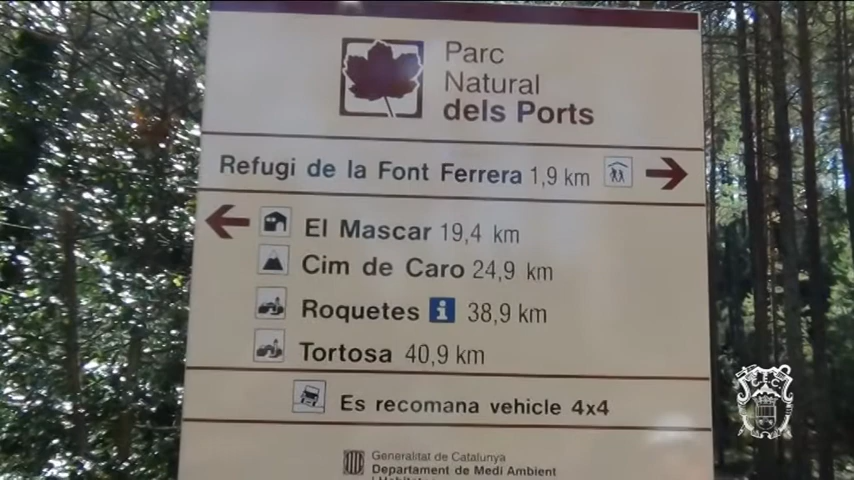 Parc
Natural
dels Ports
Refugi de la Font Ferrera 1,9 km
El Mascar 19,4 km
Cim de Caro 24,9 km
Roquetes i 38,9 km
Tortosa 40,9 km
Es recomana vehicle 4x4
Generalitat de Catalunya
Departament de Medi Ambient
i Habitatge